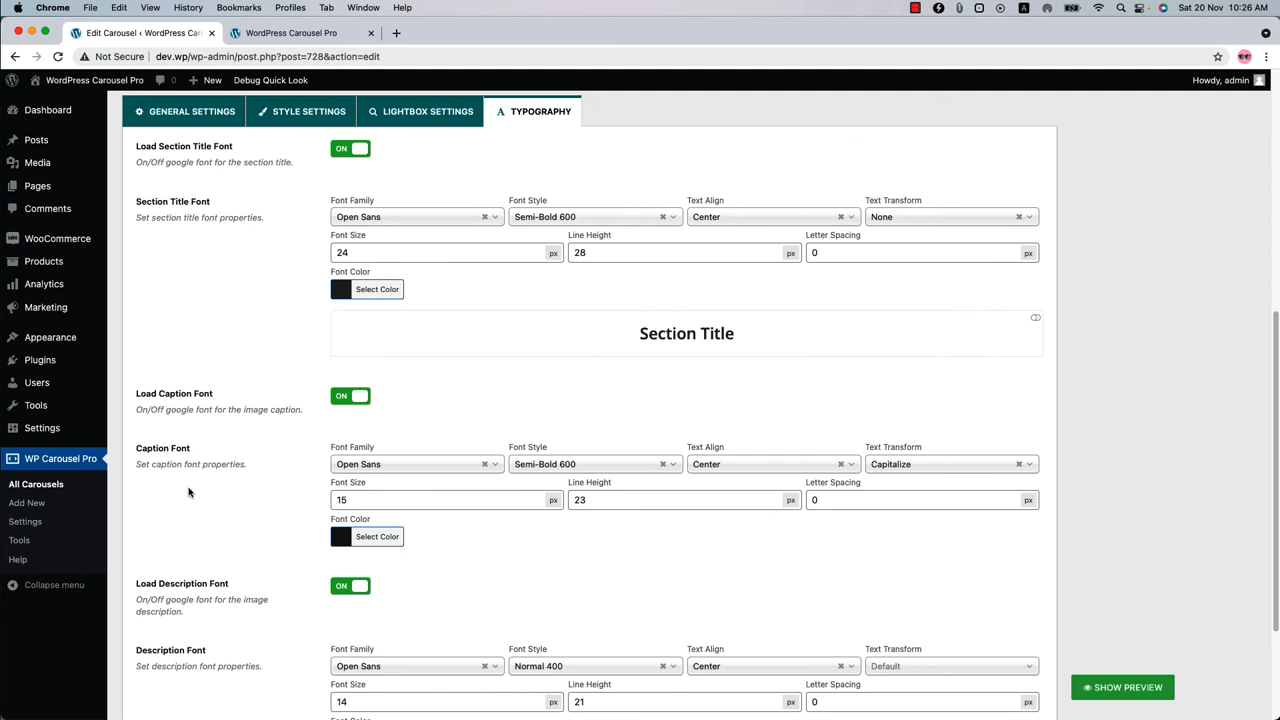 Chrome File Edit View History Bookmarks Profiles Tab Window Help A Sat 20 Nov 10:26 AM
Edit Carousel ‹ WordPress Car WordPress Carousel Pro
Not Secure dev.wp/wp-admin/post.php?post=728&action=edit
WordPress Carousel Pro 0 New Debug Quick Look Howdy, admin
Dashboard
Posts
Media
Pages
Comments
WooCommerce
Products
Analytics
Marketing
Appearance
Plugins
Users
Tools
Settings
WP Carousel Pro
All Carousels
Add New
Settings
Tools
Help
Collapse menu
GENERAL SETTINGS STYLE SETTINGS LIGHTBOX SETTINGS A TYPOGRAPHY
Load Section Title Font ON
On/Off google font for the section title.
Section Title Font
Set section title font properties.
Font Family Font Style Text Align Text Transform
Open Sans Semi-Bold 600 Center None
Font Size Line Height Letter Spacing
24 px 28 px 0 px
Font Color
Select Color
Section Title
Load Caption Font ON
On/Off google font for the image caption.
Caption Font
Set caption font properties.
Font Family Font Style Text Align Text Transform
Open Sans Semi-Bold 600 Center Capitalize
Font Size Line Height Letter Spacing
15 px 23 px 0 px
Font Color
Select Color
Load Description Font ON
On/Off google font for the image
description.
Description Font
Set description font properties.
Font Family Font Style Text Align Text Transform
Open Sans Normal 400 Center Default
Font Size Line Height Letter Spacing
14 px 21 px 0 px
Font Color
SHOW PREVIEW